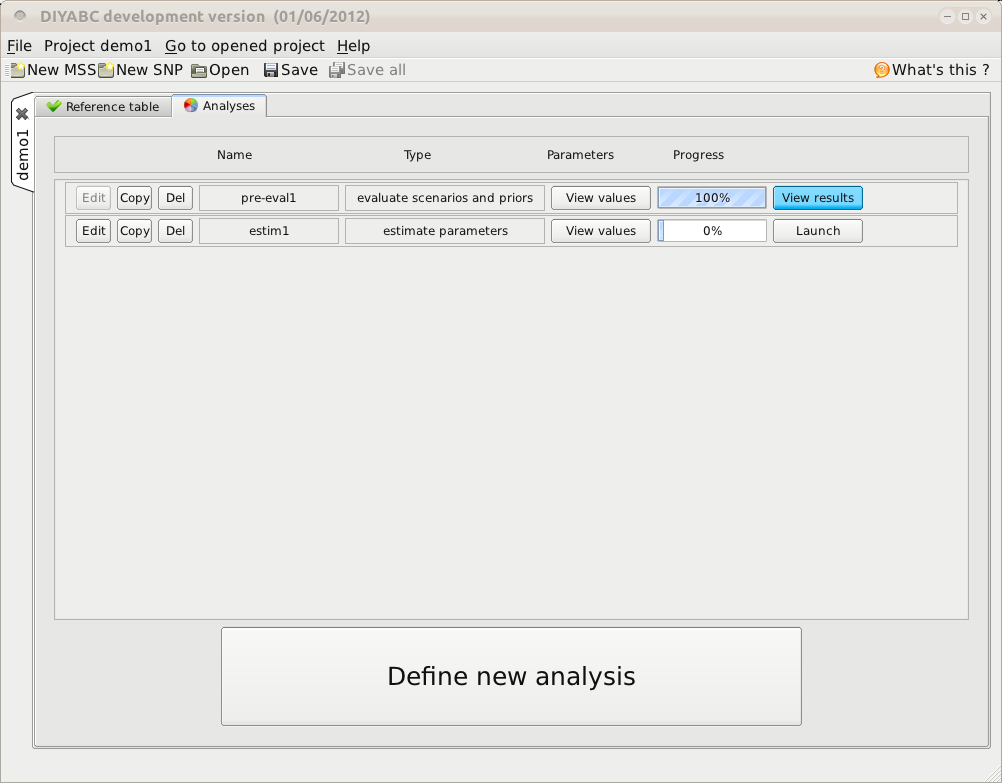 DIYABC development version (01/06/2012)
File Project demo1 Go to opened project Help
New MSS New SNP Open Save Save all What's this ?
demo1
Reference table Analyses
Name Type Parameters Progress
Edit Copy Del pre-eval1 evaluate scenarios and priors View values 100% View results
Edit Copy Del estim1 estimate parameters View values 0% Launch
Define new analysis